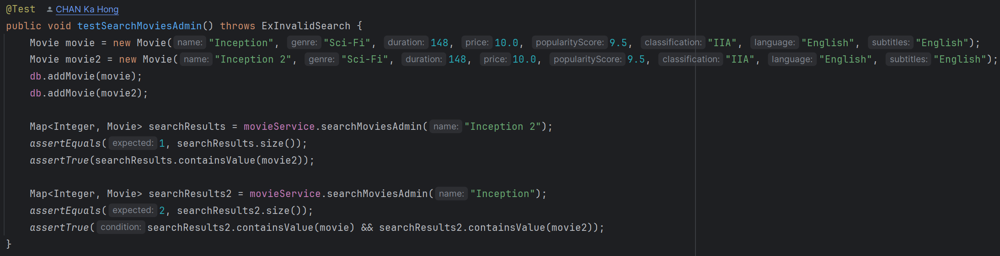 @Test CHAN Ka Hong
public void testSearchMoviesAdmin() throws ExInvalidSearch {
Movie movie = new Movie( name: "Inception", genre: "Sci-Fi", duration: 148, price: 10.0, popularityScore: 9.5, classification: "IIA", language: "English", subtitles: "English");
Movie movie2 = new Movie( name: "Inception 2", genre: "Sci-Fi", duration: 148, price: 10.0, popularityScore: 9.5, classification: "IIA", language: "English", subtitles: "English");
db.addMovie(movie);
db.addMovie(movie2);
Map<Integer, Movie> searchResults = movieService.searchMoviesAdmin( name: "Inception 2");
assertEquals( expected: 1, searchResults.size());
assertTrue(searchResults.containsValue(movie2));
Map<Integer, Movie> searchResults2 = movieService.searchMoviesAdmin( name: "Inception");
assertEquals( expected: 2, searchResults2.size());
assertTrue( condition: searchResults2.containsValue(movie) && searchResults2.containsValue(movie2));
}